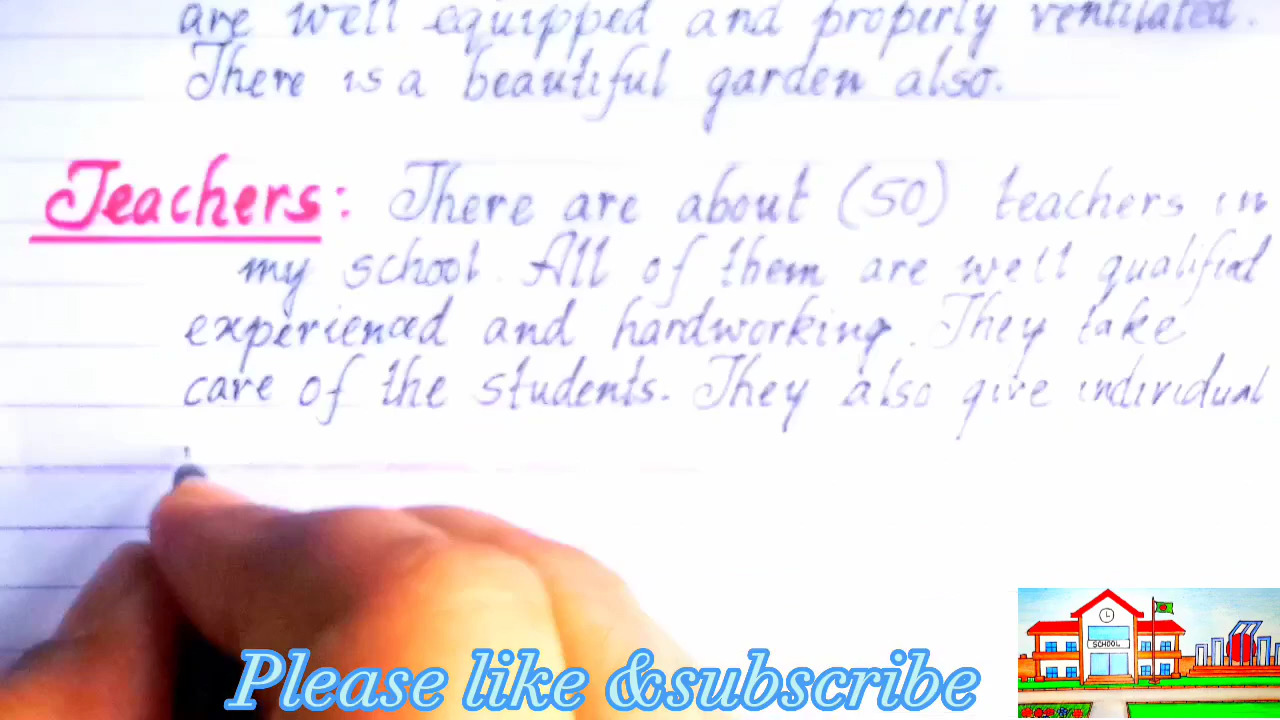 are well equipped and properly ventilated.
There is a beautiful garden also.
Teachers: There are about (50) teachers in
my school. All of them are well qualified
experienced and hardworking. They take
care of the students. They also give individual
SCHOOL
Please like &subscribe